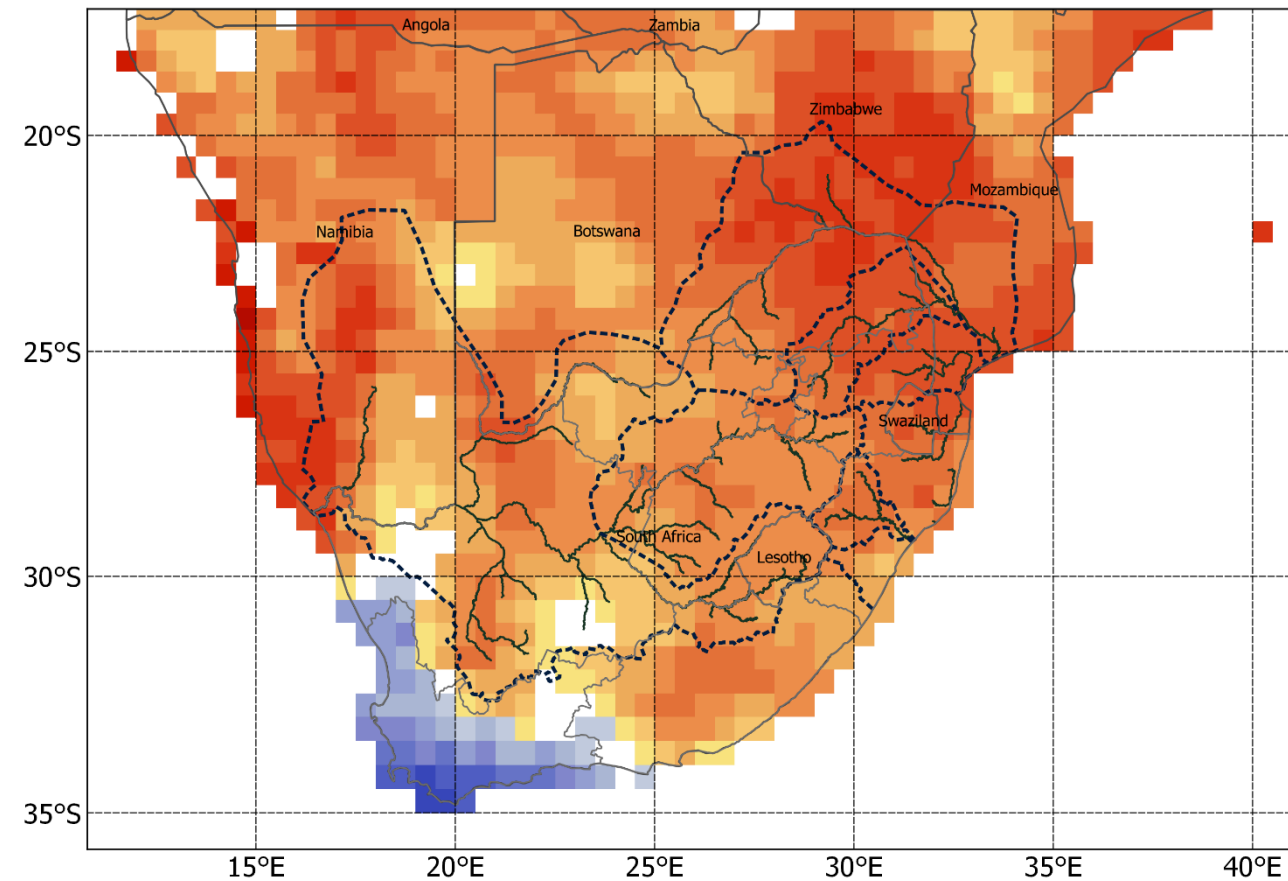 Angola
Zambia
Zimbabwe
20°S
Mozambique
Namibia
Botswana
25°S
Swaziland
South Africa
Lesotho
30°S
35°S
15°E
20°E
25°E
30°E
35°E
40°E